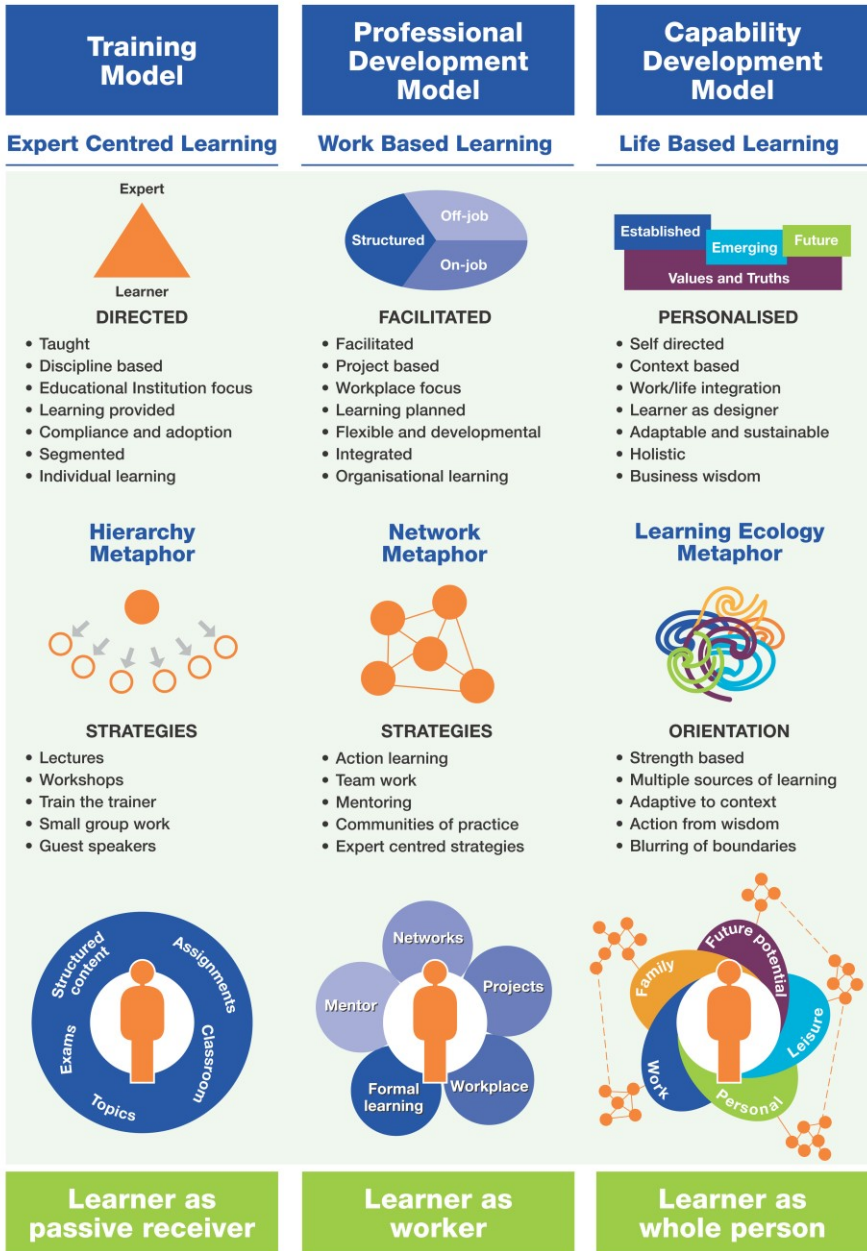 Training
Model
Expert Centred Learning
Expert
Learner
DIRECTED
• Taught
• Discipline based
• Educational Institution focus
• Learning provided
• Compliance and adoption
• Segmented
• Individual learning
Hierarchy
Metaphor
STRATEGIES
• Lectures
• Workshops
• Train the trainer
• Small group work
• Guest speakers
Structured
content
Assignments
Exams
Classroom
Topics
Learner as
passive receiver
Professional
Development
Model
Work Based Learning
Off-job
Structured
On-job
FACILITATED
• Facilitated
• Project based
• Workplace focus
• Learning planned
• Flexible and developmental
• Integrated
• Organisational learning
Network
Metaphor
STRATEGIES
• Action learning
• Team work
• Mentoring
• Communities of practice
• Expert centred strategies
Networks
Mentor
Projects
Formal
learning
Workplace
Learner as
worker
Capability
Development
Model
Life Based Learning
Established
Emerging
Future
Values and Truths
PERSONALISED
• Self directed
• Context based
• Work/life integration
• Learner as designer
• Adaptable and sustainable
• Holistic
• Business wisdom
Learning Ecology
Metaphor
ORIENTATION
• Strength based
• Multiple sources of learning
• Adaptive to context
• Action from wisdom
• Blurring of boundaries
Future potential
Family
Leisure
Work
Personal
Learner as
whole person